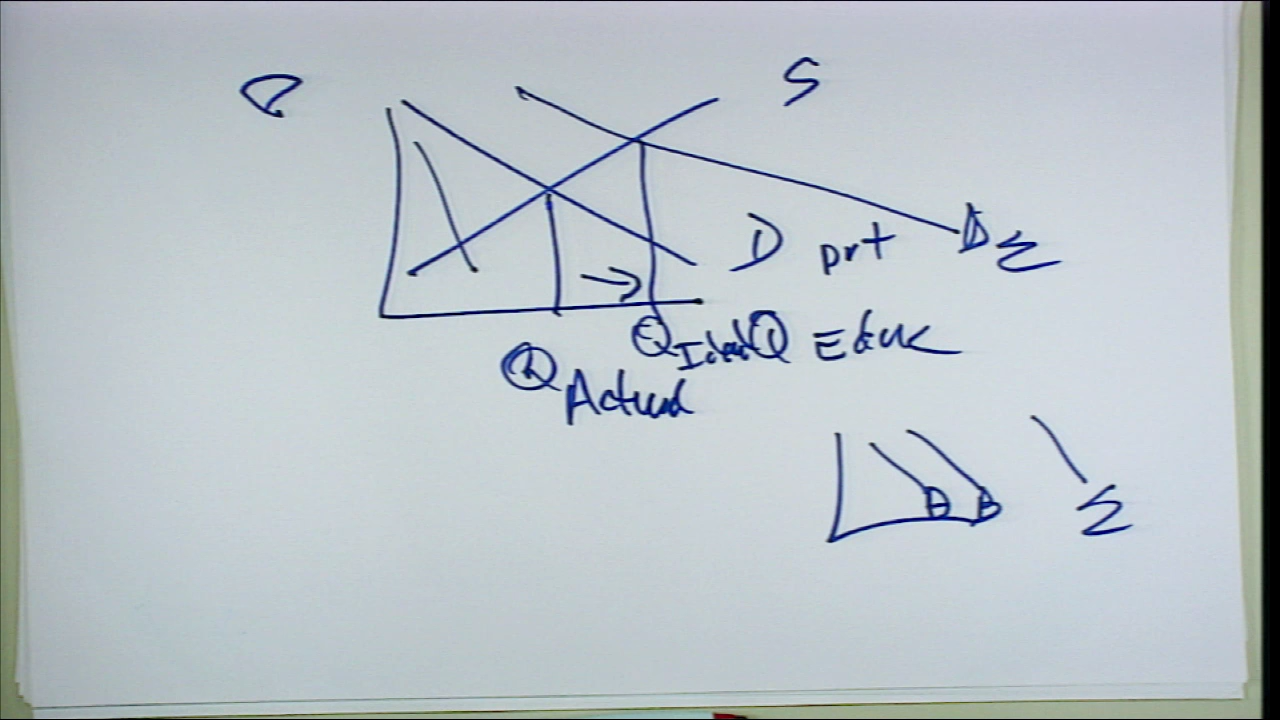 P
S
D prt
D Σ
Q Ideal Q Educ
Q Actual
A B
Σ